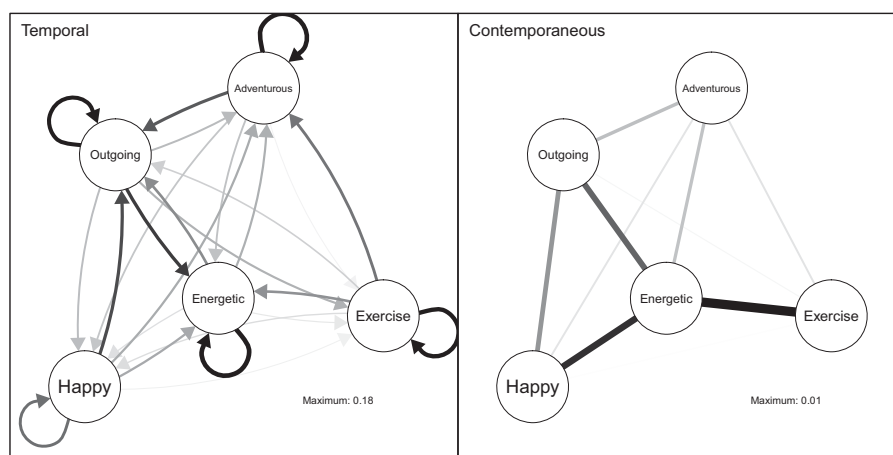 Temporal
Adventurous
Outgoing
Energetic
Exercise
Happy
Maximum: 0.18
Contemporaneous
Adventurous
Outgoing
Energetic
Exercise
Happy
Maximum: 0.01